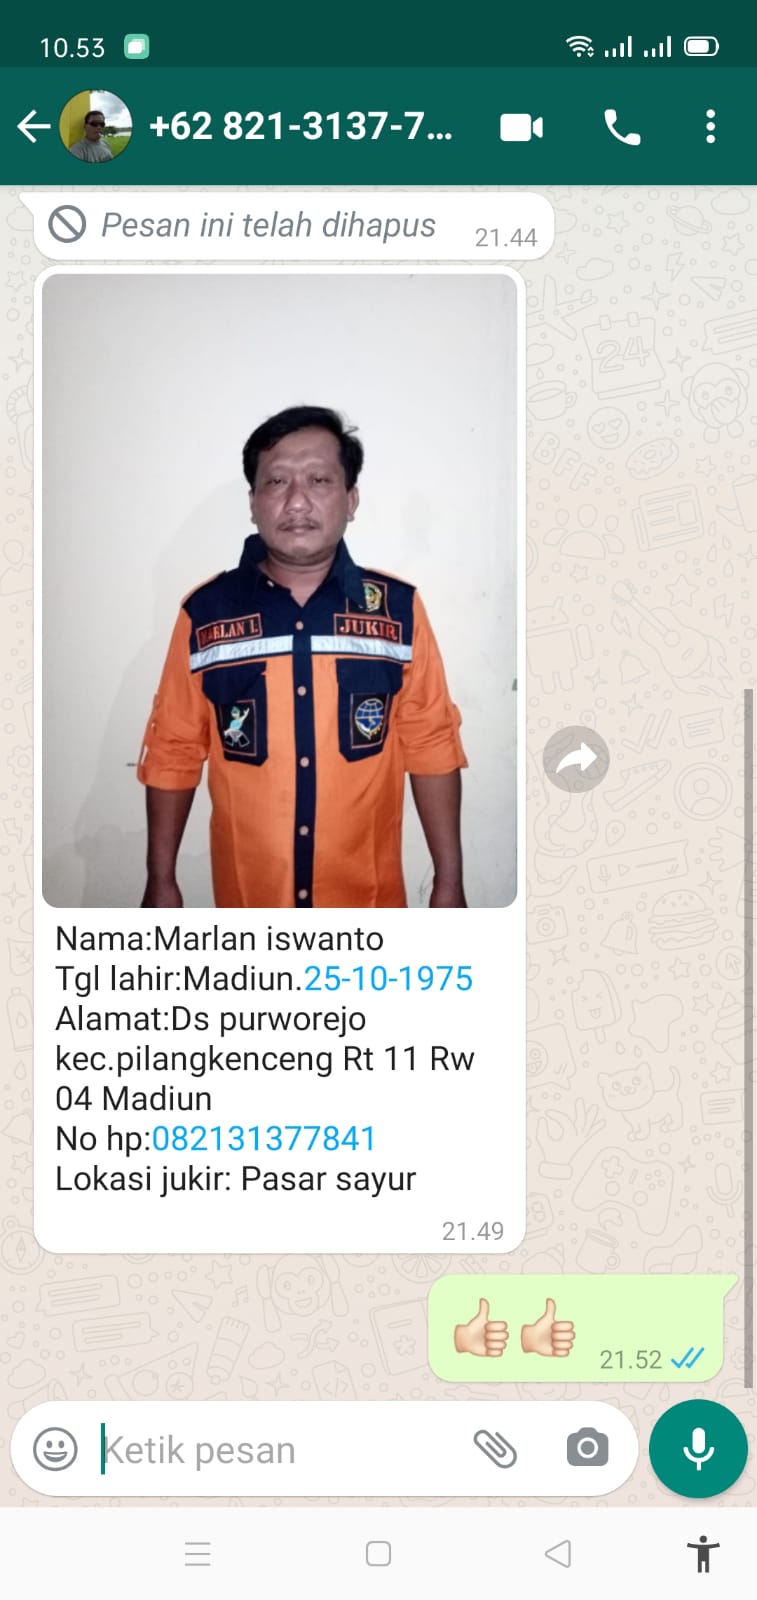 10.53
+62 821-3137-7...
Pesan ini telah dihapus
21.44
MARLAN I.
JUKIR
Nama:Marlan iswanto
Tgl lahir:Madiun.25-10-1975
Alamat:Ds purworejo
kec.pilangkenceng Rt 11 Rw
04 Madiun
No hp:082131377841
Lokasi jukir: Pasar sayur
21.49
👍🏻👍🏻
21.52
Ketik pesan